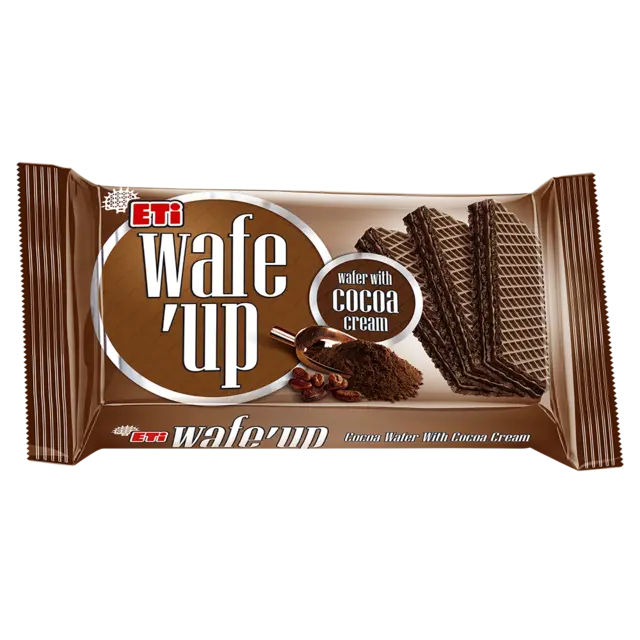 ETi
wafe
'up
wafer with
cocoa
cream
ETi wafe'up Cocoa Wafer With Cocoa Cream